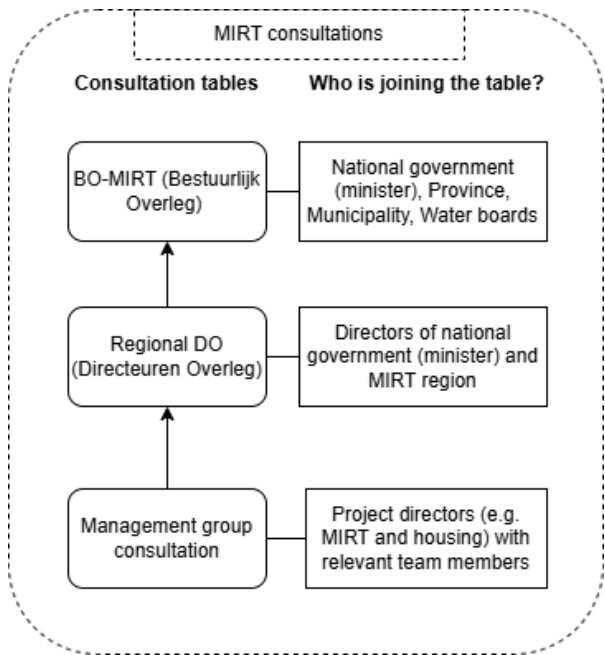 MIRT consultations
Consultation tables
Who is joining the table?
BO-MIRT (Bestuurlijk
Overleg)
National government
(minister), Province,
Municipality, Water boards
Regional DO
(Directeuren Overleg)
Directors of national
government (minister) and
MIRT region
Management group
consultation
Project directors (e.g.
MIRT and housing) with
relevant team members